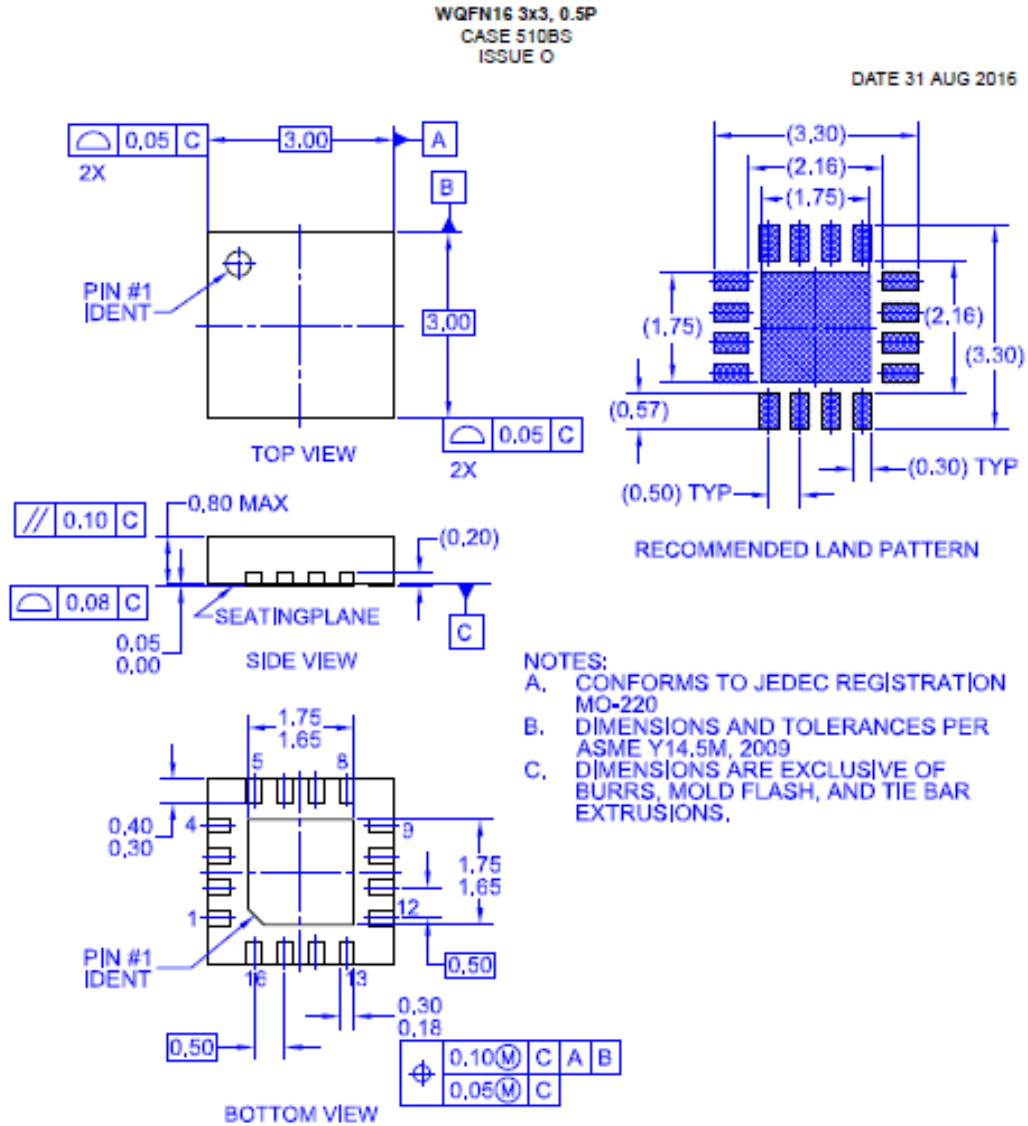 WQFN16 3x3, 0.5P
CASE 510BS
ISSUE O
DATE 31 AUG 2016
0.05 C
2X
3.00
A
B
PIN #1
IDENT
3.00
0.05 C
2X
TOP VIEW
(3.30)
(2.16)
(1.75)
(1.75)
(2.16)
(3.30)
(0.57)
(0.50) TYP
(0.30) TYP
RECOMMENDED LAND PATTERN
// 0.10 C
0.80 MAX
(0.20)
0.08 C
SEATINGPLANE
C
0.05
0.00
SIDE VIEW
NOTES:
A. CONFORMS TO JEDEC REGISTRATION
MO-220
B. DIMENSIONS AND TOLERANCES PER
ASME Y14.5M, 2009
C. DIMENSIONS ARE EXCLUSIVE OF
BURRS, MOLD FLASH, AND TIE BAR
EXTRUSIONS.
1.75
1.65
5 8
0.40
0.30
4 9
1.75
1.65
1 12
PIN #1
IDENT
16 13
0.50
0.30
0.18
0.50
0.10Ⓜ C A B
0.05Ⓜ C
BOTTOM VIEW